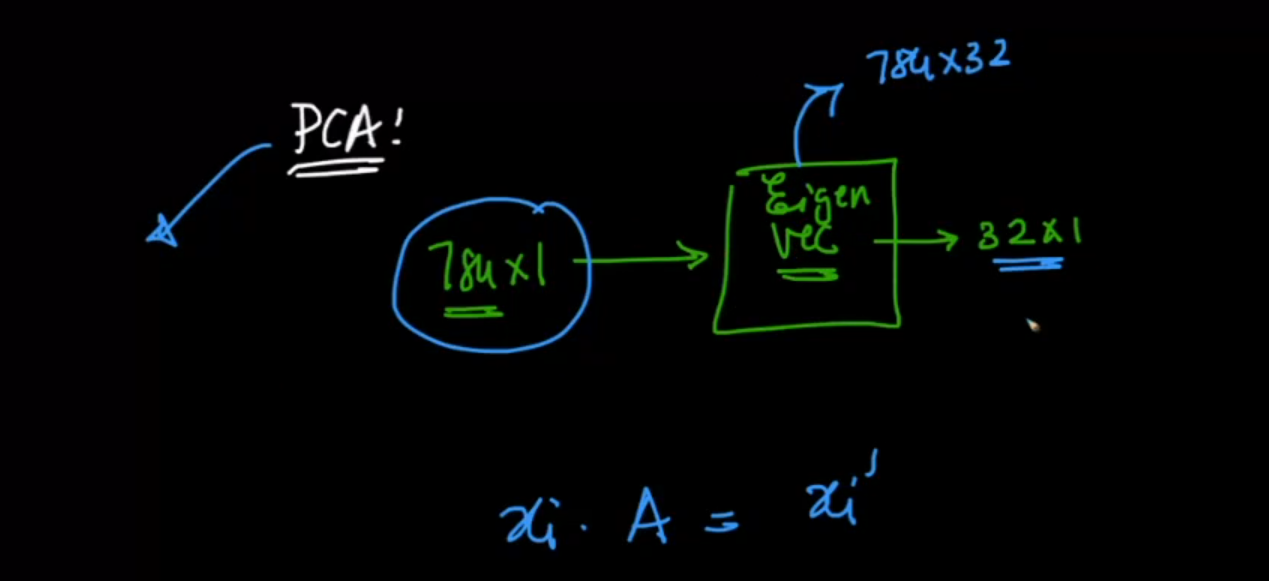 784x32
PCA!
Eigen
Vec
784x1
32x1
xi . A = xi'